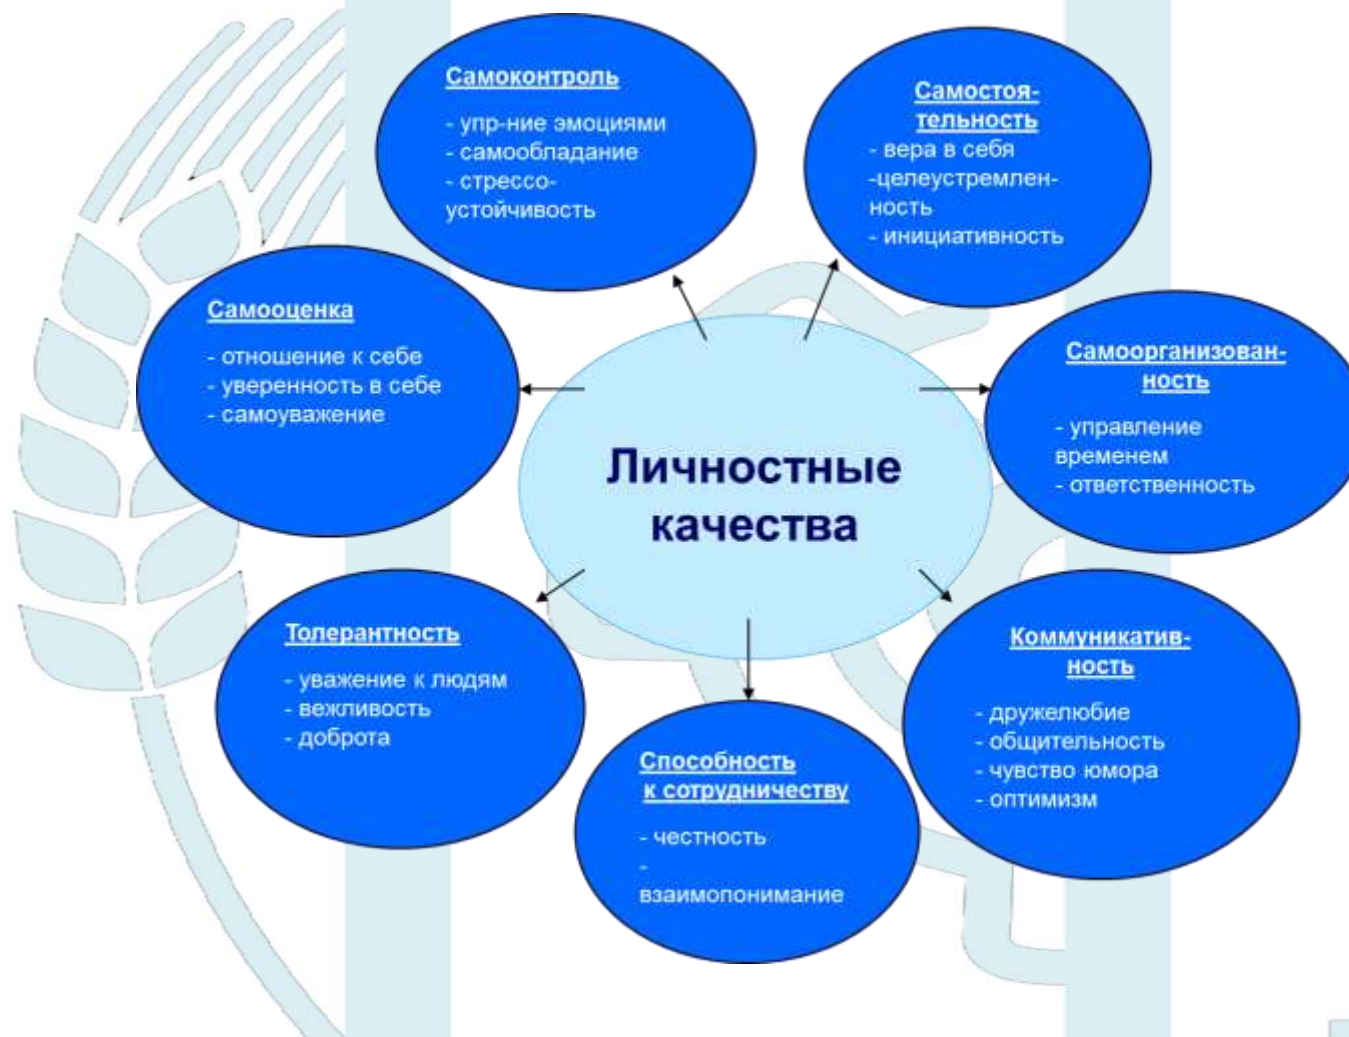 Самоконтроль
- упр-ние эмоциями
- самообладание
- стрессо-
устойчивость
Самостоя-
тельность
- вера в себя
-целеустремлен-
ность
- инициативность
Самооценка
- отношение к себе
- уверенность в себе
- самоуважение
Самоорганизован-
ность
- управление
временем
- ответственность
Личностные
качества
Толерантность
- уважение к людям
- вежливость
- доброта
Коммуникатив-
ность
- дружелюбие
- общительность
- чувство юмора
- оптимизм
Способность
к сотрудничеству
- честность
-
взаимопонимание